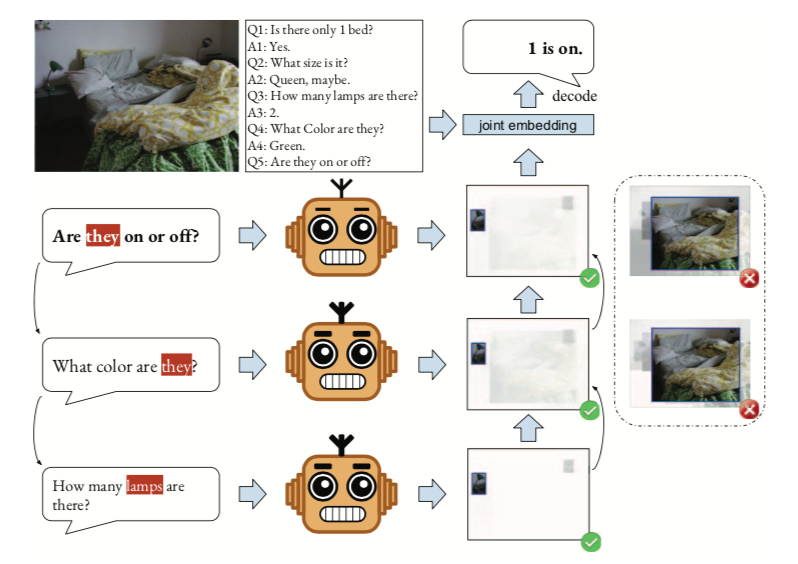 Q1: Is there only 1 bed?
A1: Yes.
Q2: What size is it?
A2: Queen, maybe.
Q3: How many lamps are there?
A3: 2.
Q4: What Color are they?
A4: Green.
Q5: Are they on or off?
1 is on.
decode
joint embedding
Are they on or off?
What color are they?
How many lamps are
there?